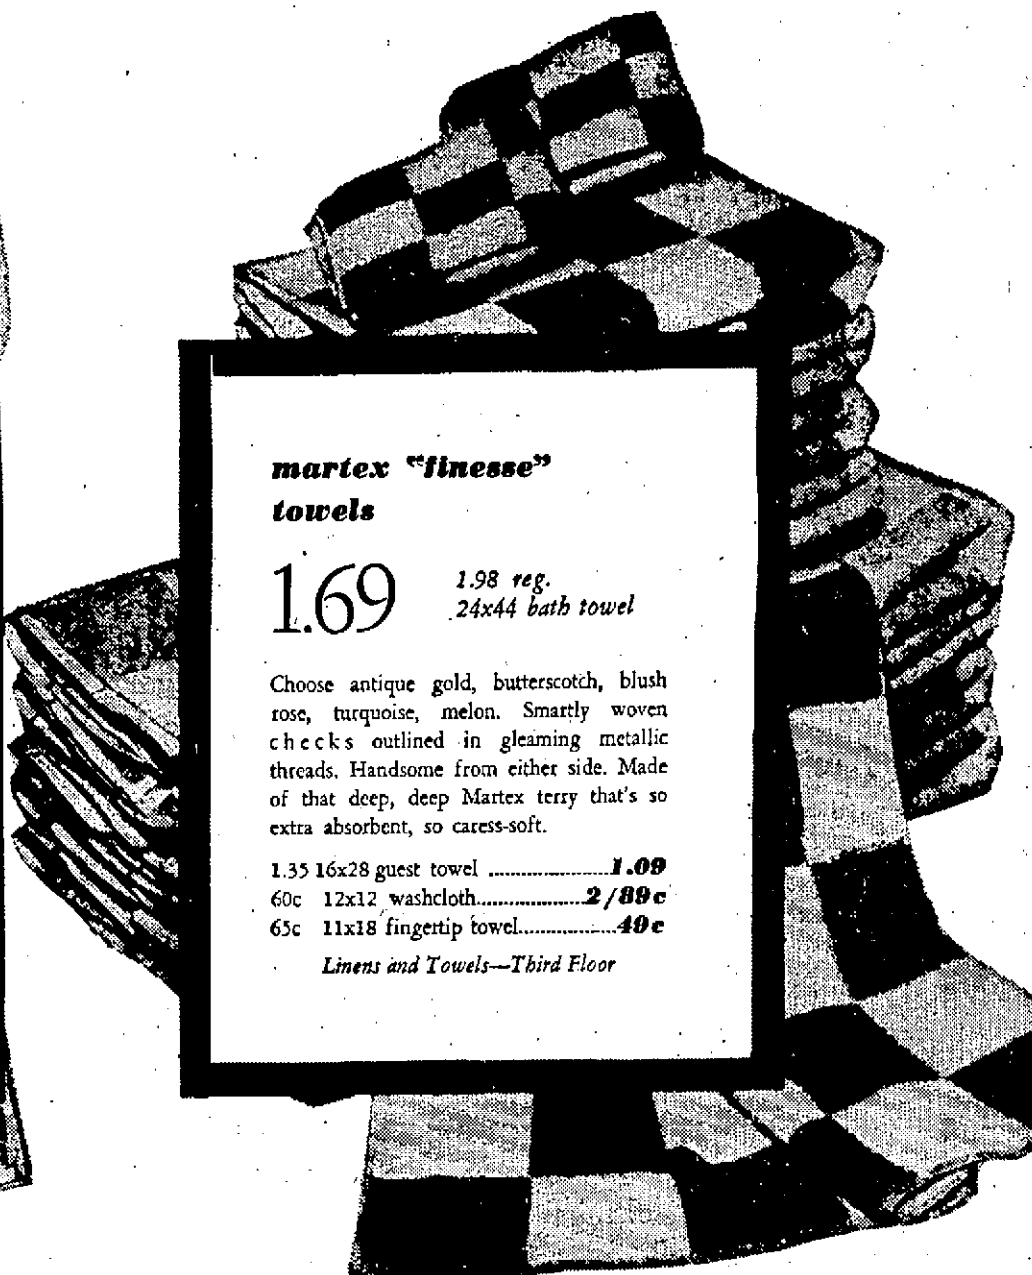 martex "finesse"
towels
1.69
1.98 reg.
24x44 bath towel
Choose antique gold, butterscotch, blush
rose, turquoise, melon. Smartly woven
checks outlined in gleaming metallic
threads. Handsome from either side. Made
of that deep, deep Martex terry that's so
extra absorbent, so caress-soft.
1.35 16x28 guest towel ......................1.09
60c 12x12 washcloth....................2/89c
65c 11x18 fingertip towel..................49c
Linens and Towels—Third Floor